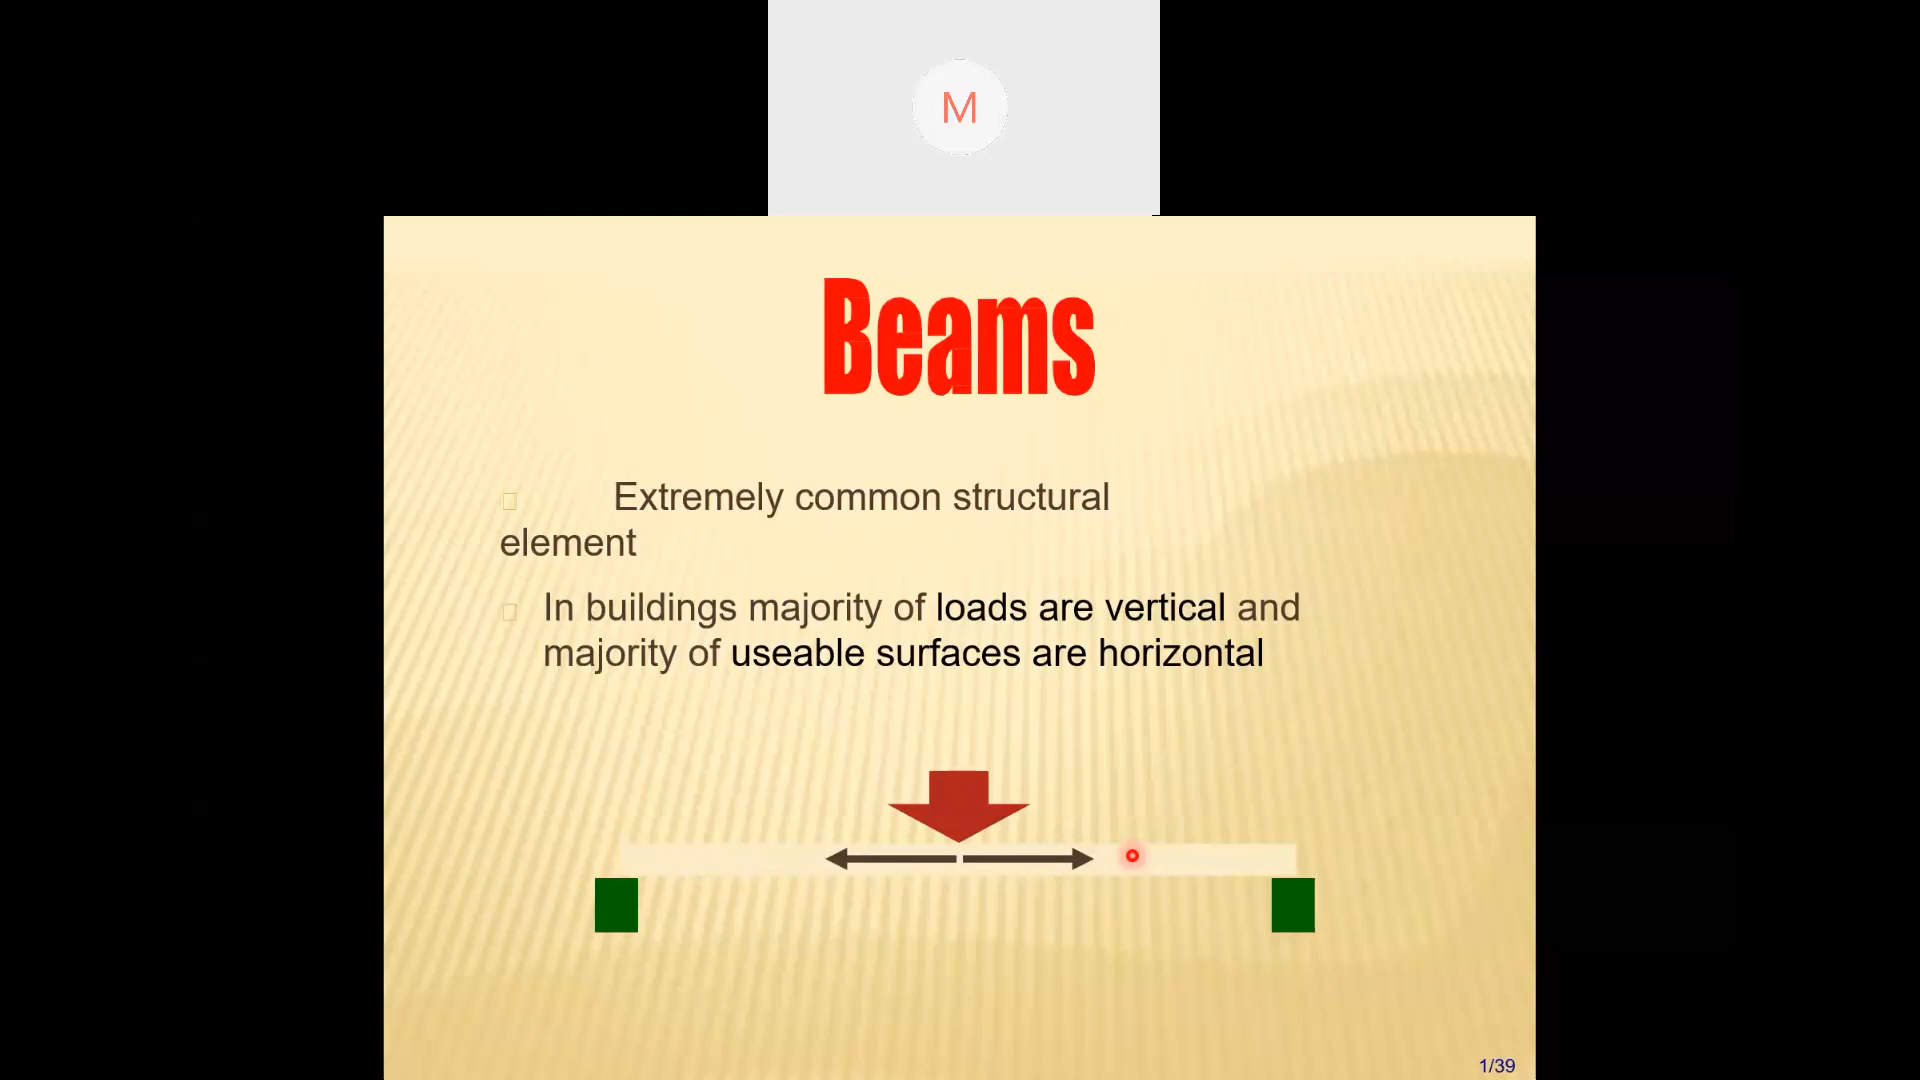 M
Beams
Extremely common structural
element
In buildings majority of loads are vertical and
majority of useable surfaces are horizontal
1/39